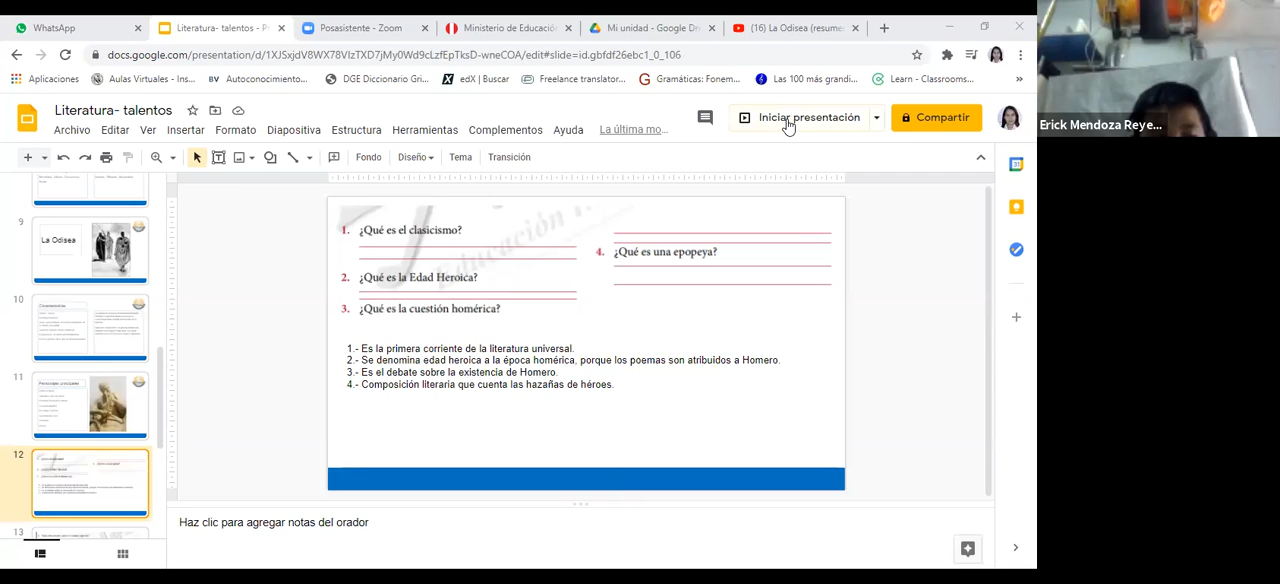 WhatsApp
Literatura- talentos - P
Posasistente - Zoom
Ministerio de Educación
Mi unidad - Google Dr
(16) La Odisea (resume
docs.google.com/presentation/d/1XJSxjdV8WX78VIzTXD7jMy0Wd9cLzfEpTksD-wneCOA/edit#slide=id.gbfdf26ebc1_0_106
Aplicaciones
Aulas Virtuales - Ins...
BV Autoconocimiento...
DGE Diccionario Gri...
edX | Buscar
Freelance translator...
Gramáticas: Fonem...
Las 100 más grandi...
Learn - Classrooms...
Literatura- talentos
Iniciar presentación
Compartir
Erick Mendoza Reye...
Archivo Editar Ver Insertar Formato Diapositiva Estructura Herramientas Complementos Ayuda La última mo...
Fondo Diseño Tema Transición
9
La Odisea
10
11
Personajes principales
12
13
Educación
1. ¿Qué es el clasicismo?
2. ¿Qué es la Edad Heroica?
3. ¿Qué es la cuestión homérica?
4. ¿Qué es una epopeya?
1.- Es la primera corriente de la literatura universal.
2.- Se denomina edad heroica a la época homérica, porque los poemas son atribuidos a Homero.
3.- Es el debate sobre la existencia de Homero.
4.- Composición literaria que cuenta las hazañas de héroes.
Haz clic para agregar notas del orador
31